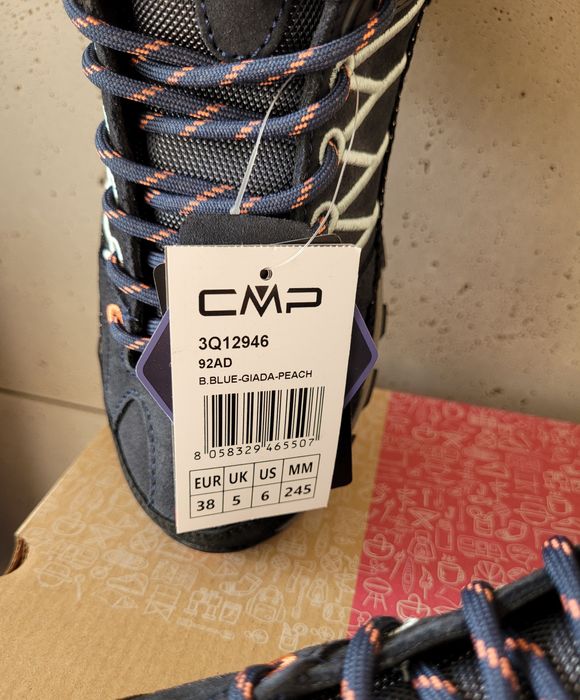 CMP
3Q12946
92AD
B.BLUE-GIADA-PEACH
8 058329 465507
EUR UK US MM
38 5 6 245